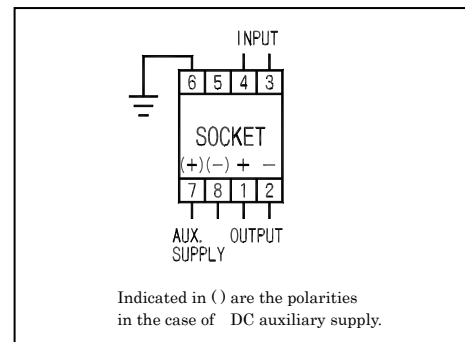 INPUT
6 5 4 3
SOCKET
(+) (−) + −
7 8 1 2
AUX. OUTPUT
SUPPLY
Indicated in ( ) are the polarities
in the case of DC auxiliary supply.